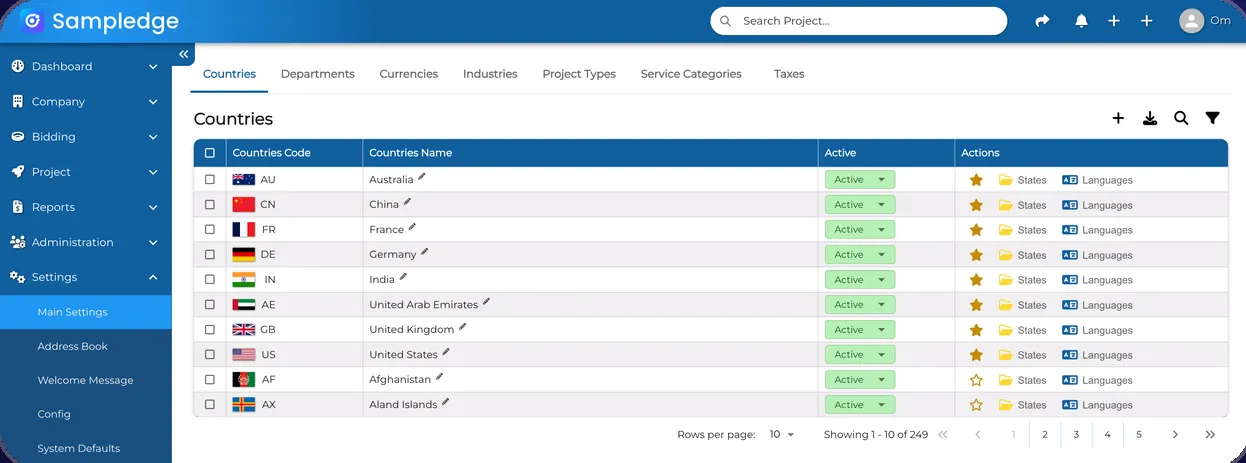 Sampledge
Search Project...
Om
Dashboard
Company
Bidding
Project
Reports
Administration
Settings
Main Settings
Address Book
Welcome Message
Config
System Defaults
Countries Departments Currencies Industries Project Types Service Categories Taxes
Countries
Countries Code Countries Name Active Actions
AU Australia Active States Languages
CN China Active States Languages
FR France Active States Languages
DE Germany Active States Languages
IN India Active States Languages
AE United Arab Emirates Active States Languages
GB United Kingdom Active States Languages
US United States Active States Languages
AF Afghanistan Active States Languages
AX Aland Islands Active States Languages
Rows per page: 10 Showing 1 - 10 of 249 1 2 3 4 5